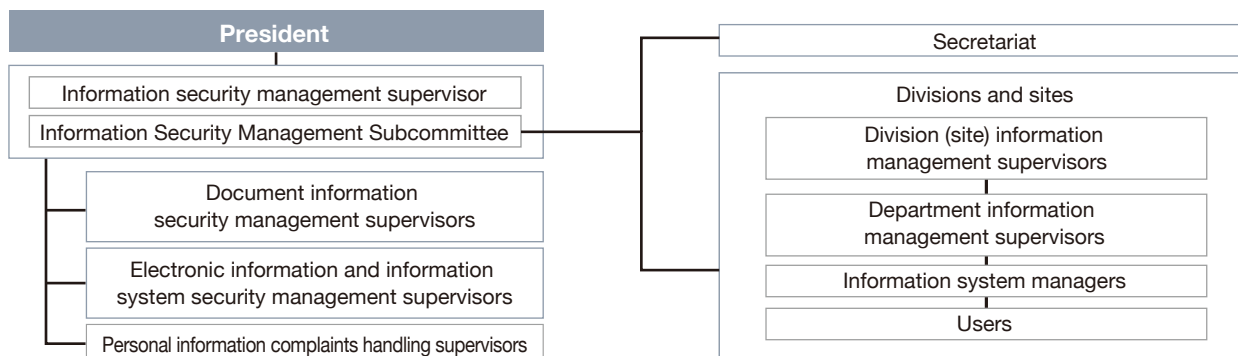 President
Information security management supervisor
Information Security Management Subcommittee
Document information
security management supervisors
Electronic information and information
system security management supervisors
Personal information complaints handling supervisors
Secretariat
Divisions and sites
Division (site) information
management supervisors
Department information
management supervisors
Information system managers
Users